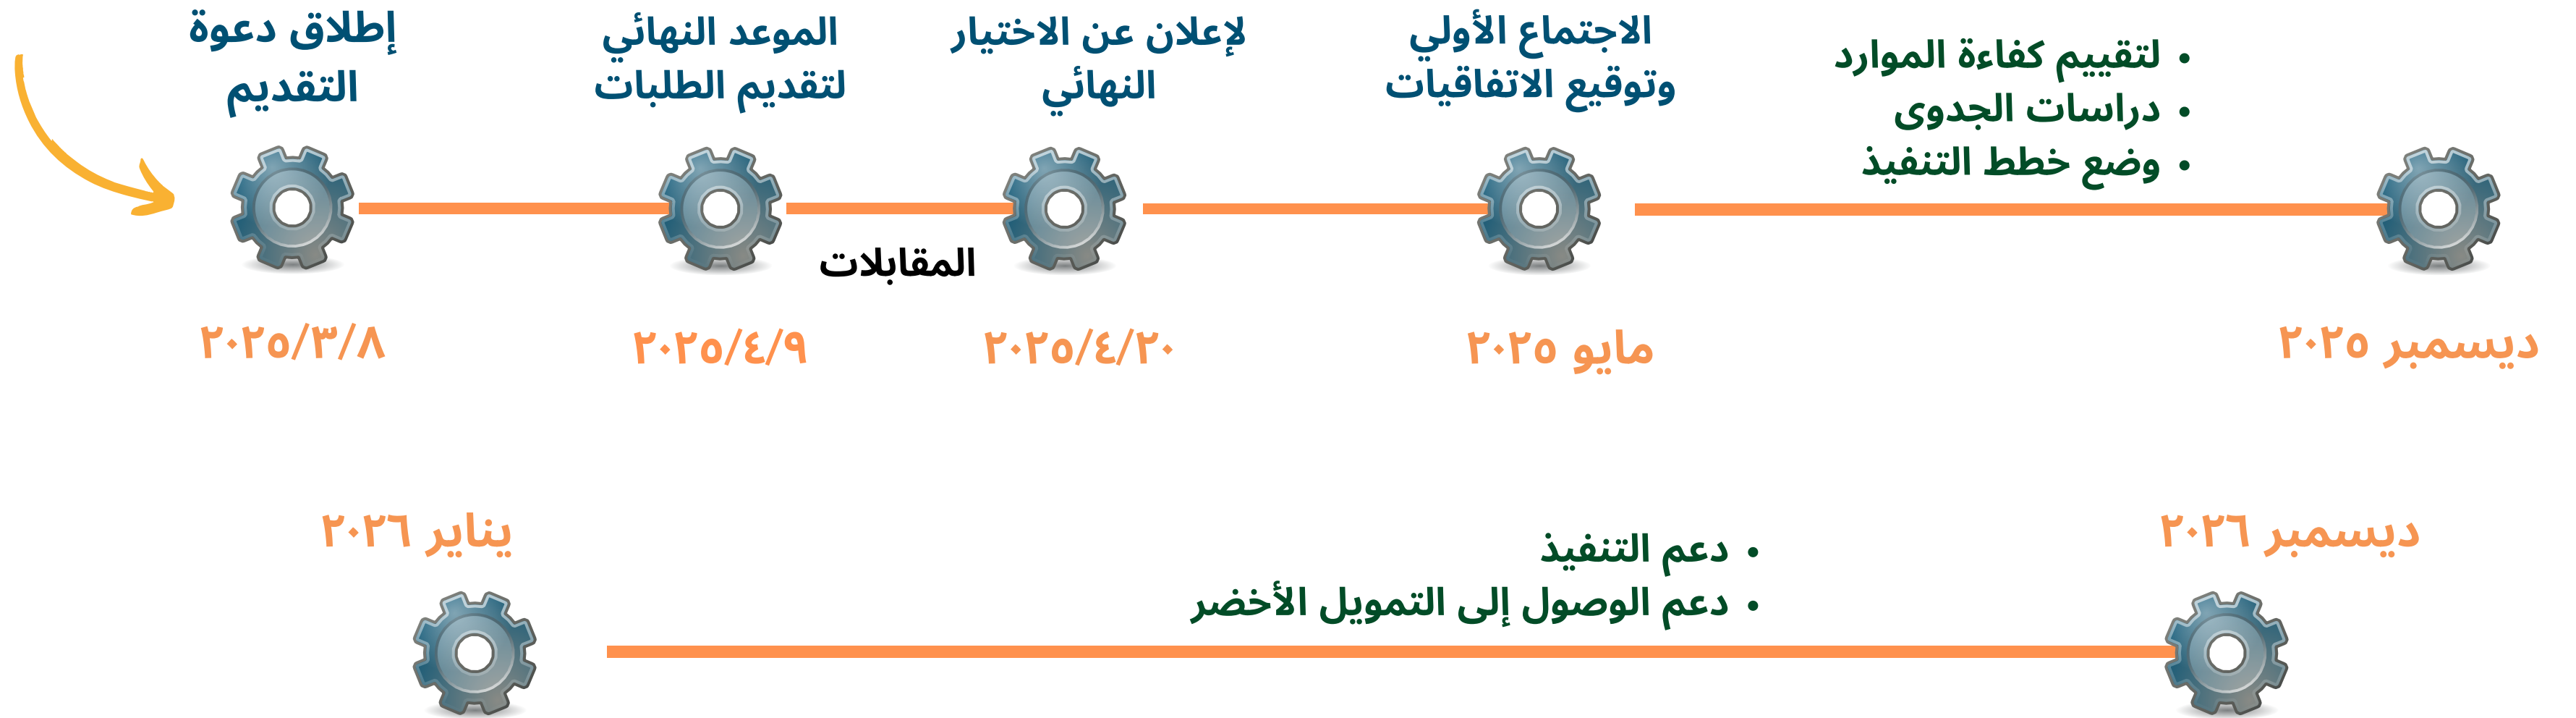 إطلاق دعوة
التقديم
٢٠٢٥/٣/٨
الموعد النهائي
لتقديم الطلبات
٢٠٢٥/٤/٩
المقابلات
لإعلان عن الاختيار
النهائي
٢٠٢٥/٤/٢٠
الاجتماع الأولي
وتوقيع الاتفاقيات
مايو ٢٠٢٥
• لتقييم كفاءة الموارد
• دراسات الجدوى
• وضع خطط التنفيذ
ديسمبر ٢٠٢٥
يناير ٢٠٢٦
• دعم التنفيذ
• دعم الوصول إلى التمويل الأخضر
ديسمبر ٢٠٢٦